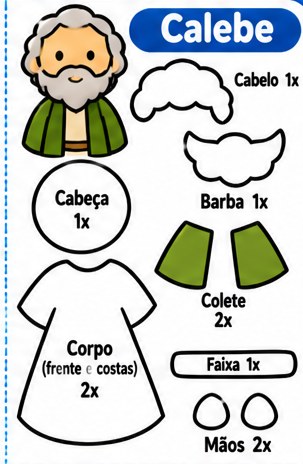 Calebe
Cabelo 1x
Barba 1x
Cabeça
1x
Colete
2x
Corpo
(frente e costas)
2x
Faixa 1x
Mãos 2x